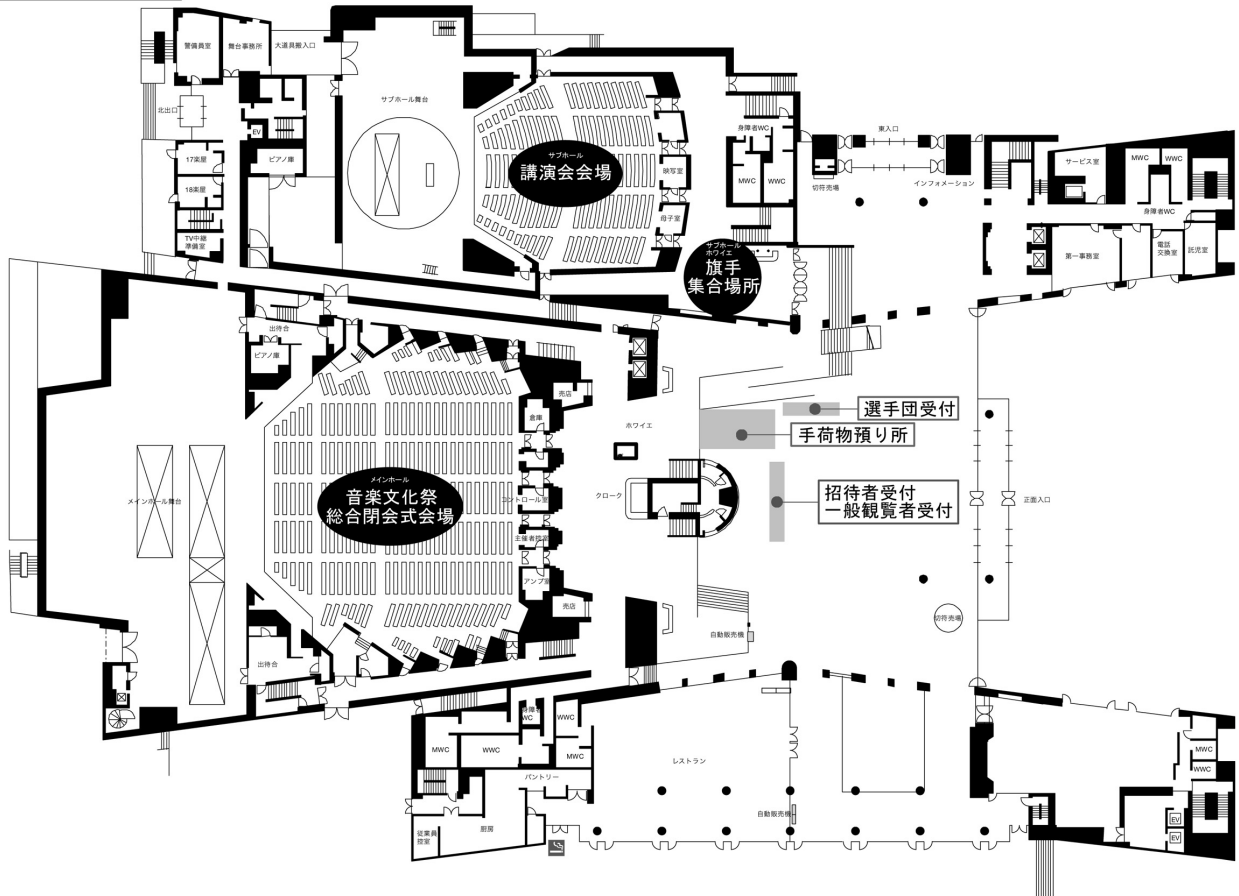 警備員室
舞台事務所
大道具搬入口
北出口
EV
17楽屋
18楽屋
ピアノ庫
TV中継
準備室
サブホール舞台
サブホール
講演会会場
映写室
母子室
サブホール
ホワイエ
旗手
集合場所
身障者WC
MWC
WWC
東入口
切符売場
インフォメーション
サービス室
MWC
WWC
身障者WC
第一事務室
電話
交換室
託児室
出待合
ピアノ庫
メインホール舞台
メインホール
音楽文化祭
総合閉会式会場
売店
倉庫
コントロール室
主催者控室
アンプ室
売店
ホワイエ
クローク
選手団受付
手荷物預り所
招待者受付
一般観覧者受付
正面入口
切符売場
自動販売機
出待合
身障者
WC
WWC
MWC
WWC
MWC
パントリー
従業員
控室
厨房
レストラン
自動販売機
MWC
WWC
EV
EV